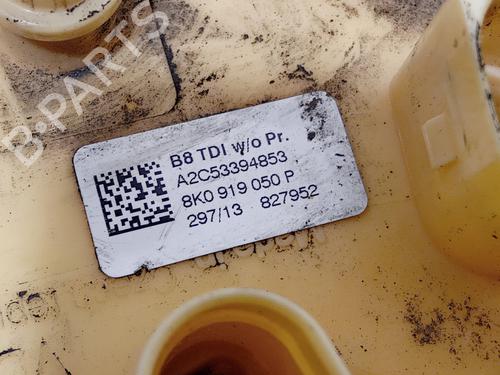 B-PARTS
B8 TDI w/o Pr.
A2C53394853
8K0 919 050 P
297/13 827952